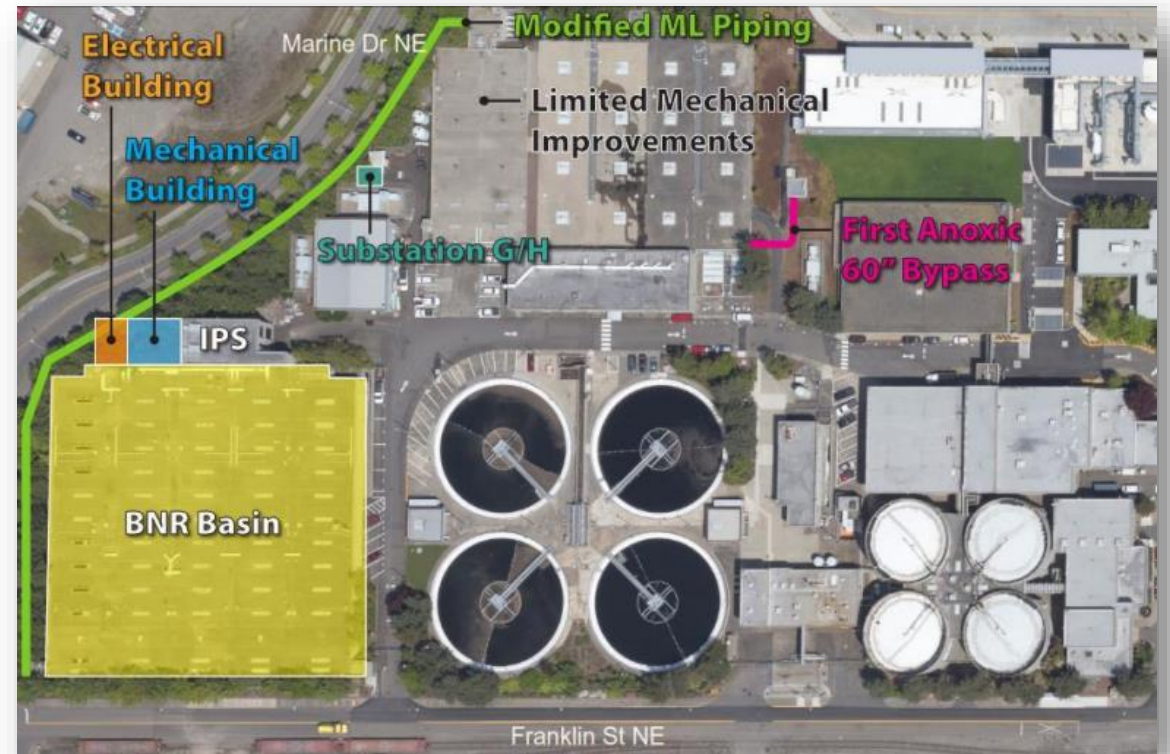 Modified ML Piping
Electrical
Building
Marine Dr NE
Limited Mechanical
Improvements
Mechanical
Building
Substation G/H
First Anoxic
60" Bypass
IPS
BNR Basin
Franklin St NE